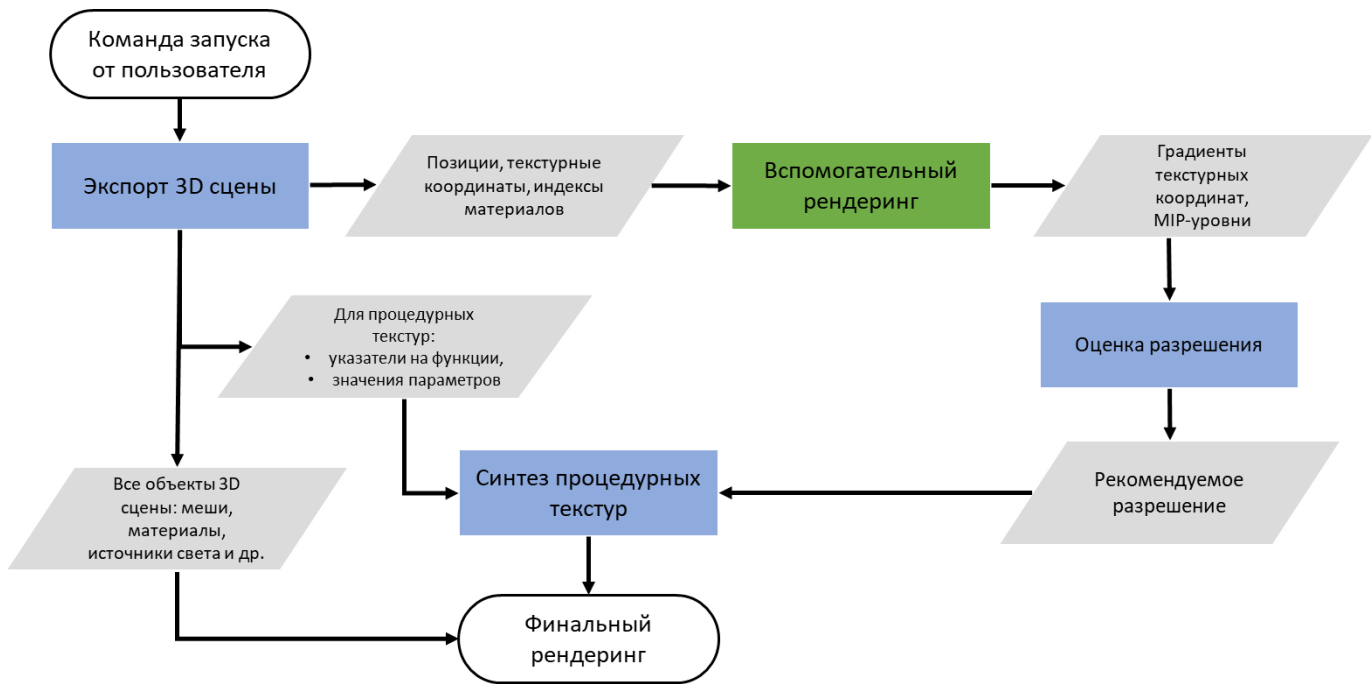 Команда запуска
от пользователя
Экспорт 3D сцены
Позиции, текстурные
координаты, индексы
материалов
Вспомогательный
рендеринг
Градиенты
текстурных
координат,
MIP-уровни
Для процедурных
текстур:
• указатели на функции,
• значения параметров
Оценка разрешения
Все объекты 3D
сцены: меши,
материалы,
источники света и др.
Синтез процедурных
текстур
Рекомендуемое
разрешение
Финальный
рендеринг